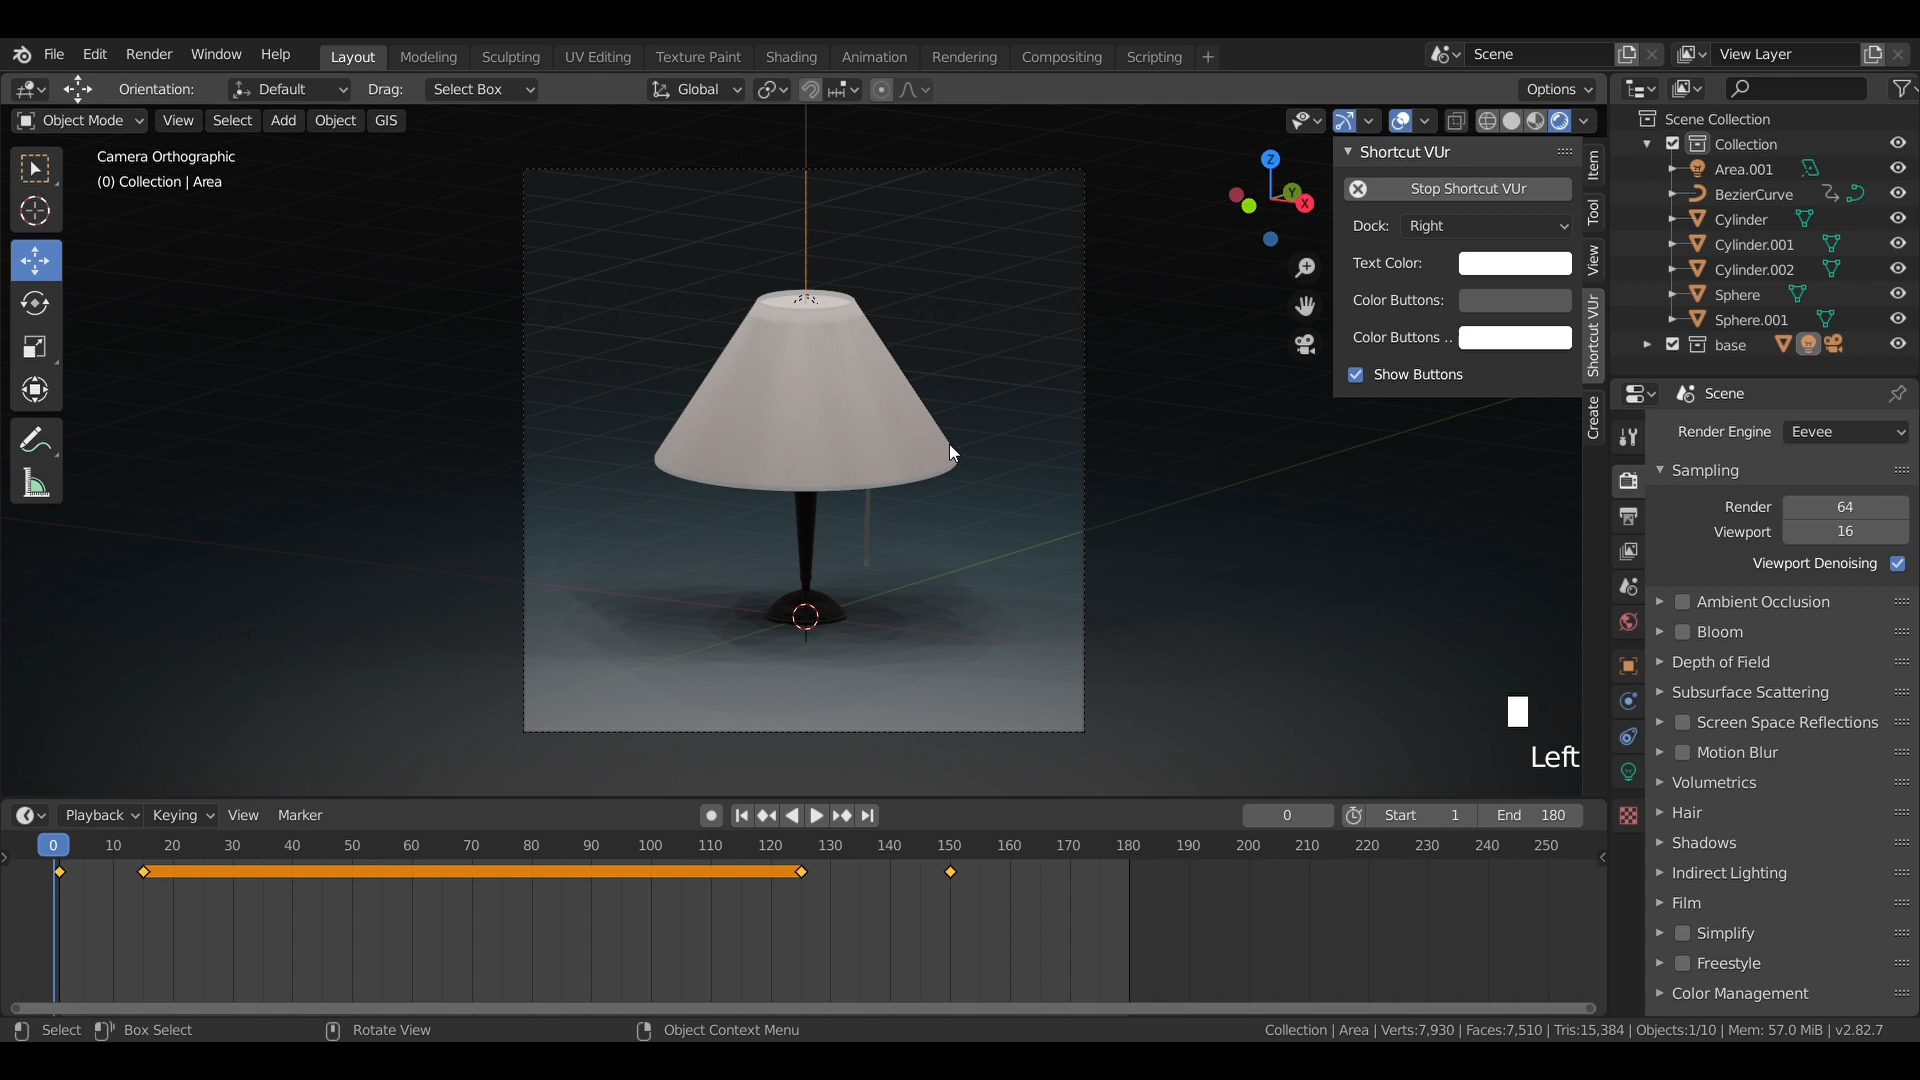 File Edit Render Window Help Layout Modeling Sculpting UV Editing Texture Paint Shading Animation Rendering Compositing Scripting + Scene View Layer
Orientation: Default Drag: Select Box Global Options
Object Mode View Select Add Object GIS
Camera Orthographic
(0) Collection | Area
Z
Y
X
Shortcut VUr
Stop Shortcut VUr
Dock: Right
Text Color:
Color Buttons:
Color Buttons ..
Show Buttons
Item
Tool
View
Shortcut VUr
Create
Scene Collection
Collection
Area.001
BezierCurve
Cylinder
Cylinder.001
Cylinder.002
Sphere
Sphere.001
base
Scene
Render Engine Eevee
Sampling
Render 64
Viewport 16
Viewport Denoising
Ambient Occlusion
Bloom
Depth of Field
Subsurface Scattering
Screen Space Reflections
Motion Blur
Volumetrics
Hair
Shadows
Indirect Lighting
Film
Simplify
Freestyle
Color Management
Left
Playback Keying View Marker 0 Start 1 End 180
0 10 20 30 40 50 60 70 80 90 100 110 120 130 140 150 160 170 180 190 200 210 220 230 240 250
Select Box Select Rotate View Object Context Menu Collection | Area | Verts:7,930 | Faces:7,510 | Tris:15,384 | Objects:1/10 | Mem: 57.0 MiB | v2.82.7